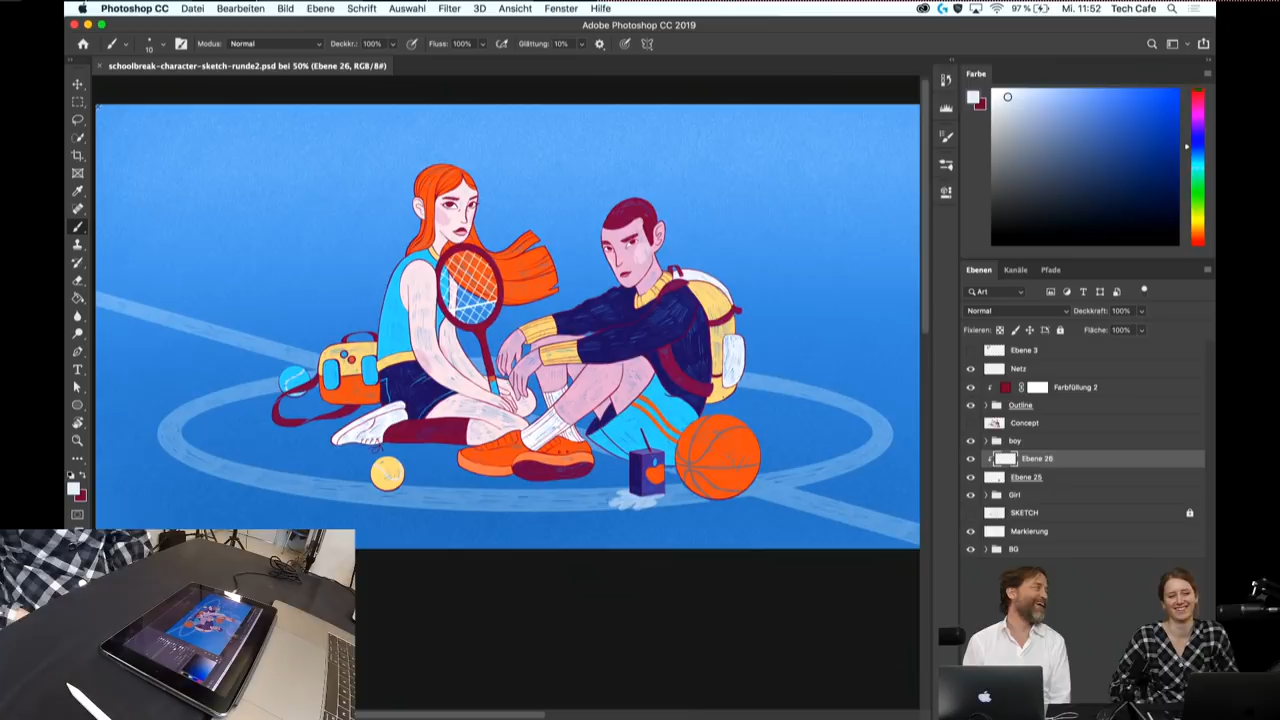 Photoshop CC Datei Bearbeiten Bild Ebene Schrift Auswahl Filter 3D Ansicht Fenster Hilfe 97 % Mi. 11:52 Tech Cafe
Adobe Photoshop CC 2019
10 Modus: Normal Deckkr.: 100% Fluss: 100% Glättung: 10%
schoolbreak-character-sketch-runde2.psd bei 50% (Ebene 26, RGB/8#)
Farbe
Ebenen Kanäle Pfade
Art
Normal Deckkraft: 100%
Fixieren: Fläche: 100%
Ebene 3
Netz
Farbfüllung 2
Outline
Concept
boy
Ebene 26
Ebene 25
Girl
SKETCH
Markierung
BG